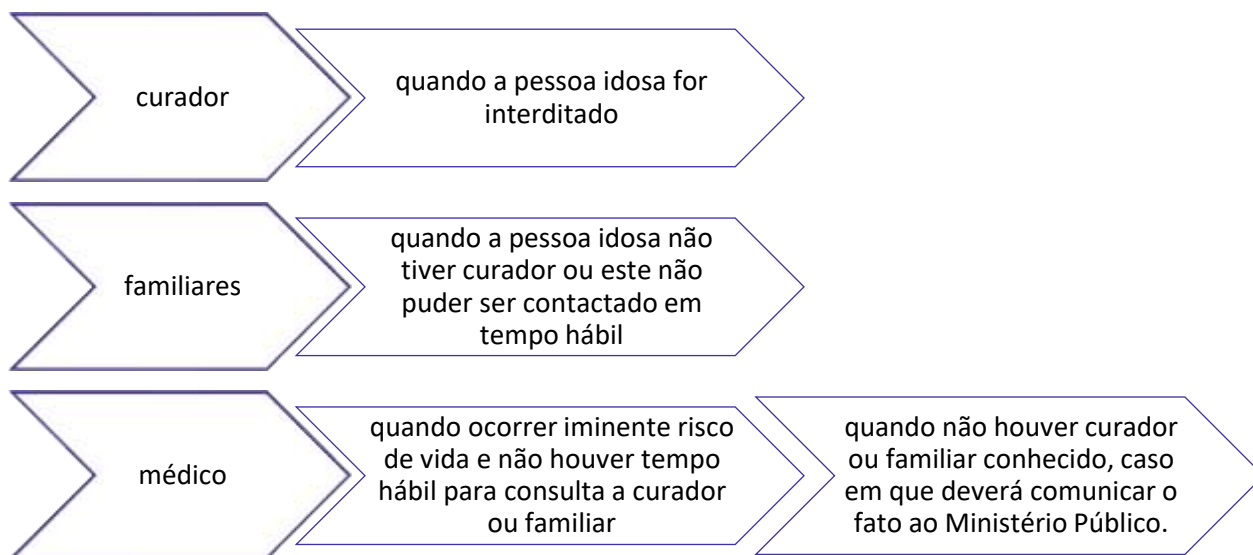 curador
quando a pessoa idosa for
interditado
familiares
quando a pessoa idosa não
tiver curador ou este não
puder ser contactado em
tempo hábil
médico
quando ocorrer iminente risco
de vida e não houver tempo
hábil para consulta a curador
ou familiar
quando não houver curador
ou familiar conhecido, caso
em que deverá comunicar o
fato ao Ministério Público.